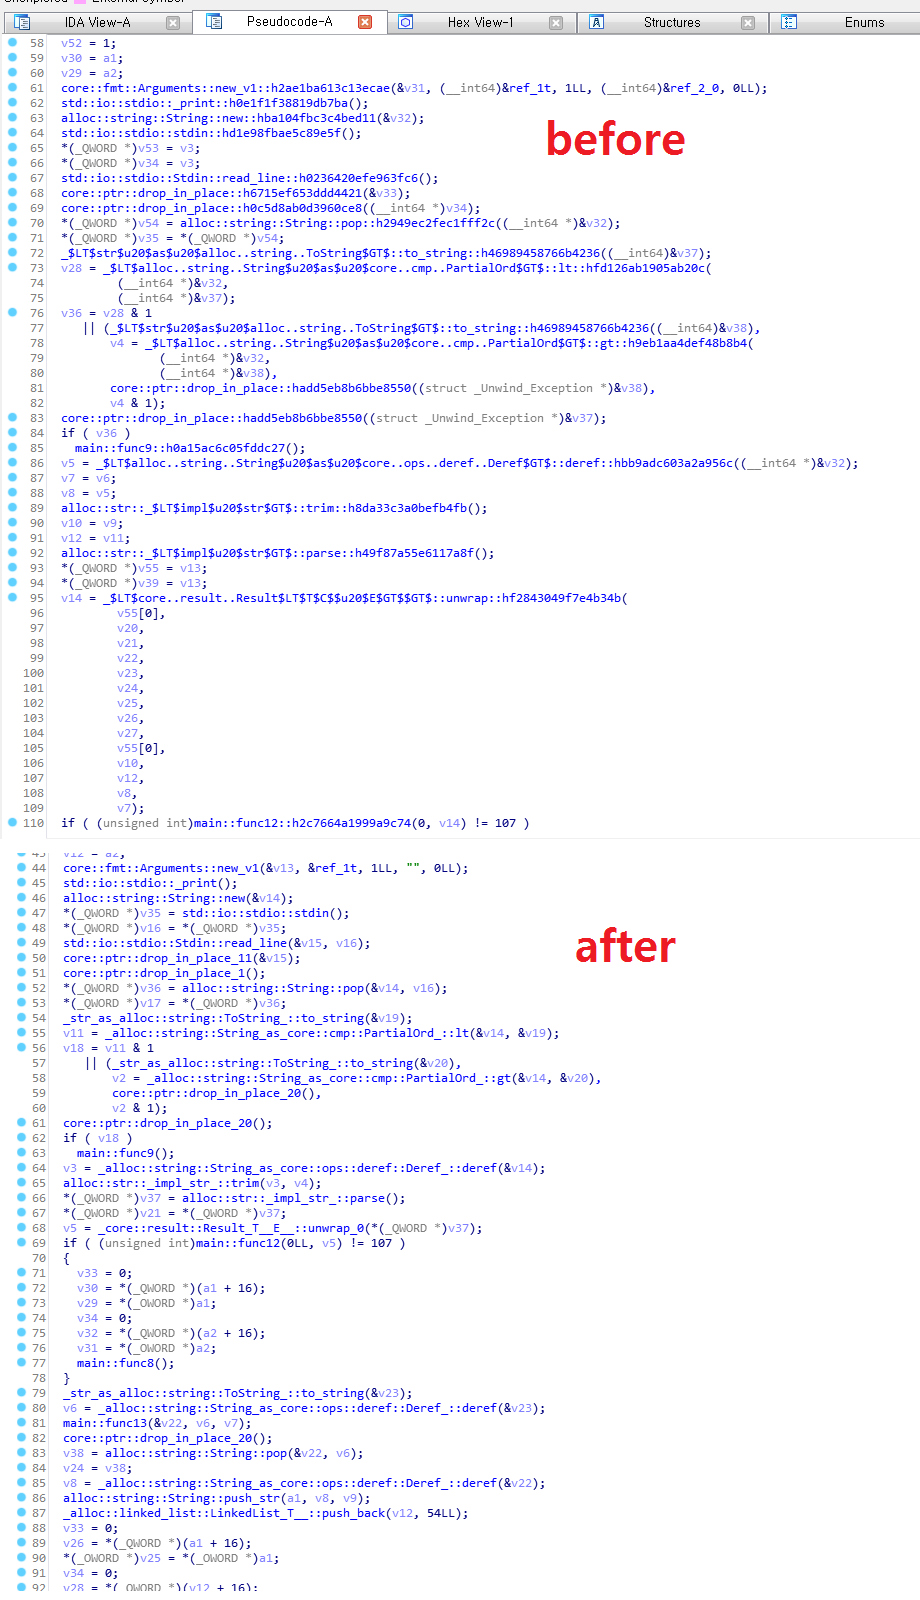 External symbol
IDA View-A Pseudocode-A Hex View-1 Structures Enums
58 v52 = 1;
59 v30 = a1;
60 v29 = a2;
61 core::fmt::Arguments::new_v1::h2ae1ba613c13ecae(&v31, (__int64)&ref_1t, 1LL, (__int64)&ref_2_0, 0LL);
62 std::io::stdio::_print::h0e1f1f38819db7ba();
63 alloc::string::String::new::hba104fbc3c4bed11(&v32);
64 std::io::stdio::stdin::hd1e98fbae5c89e5f();
before
65 *(_QWORD *)v53 = v3;
66 *(_QWORD *)v34 = v3;
67 std::io::stdio::Stdin::read_line::h0236420efe963fc6();
68 core::ptr::drop_in_place::h6715ef653ddd4421(&v33);
69 core::ptr::drop_in_place::h0c5d8ab0d3960ce8((__int64 *)v34);
70 *(_QWORD *)v54 = alloc::string::String::pop::h2949ec2fec1fff2c((__int64 *)&v32);
71 *(_QWORD *)v35 = *(_QWORD *)v54;
72 _$LT$str$u20$as$u20$alloc..string..ToString$GT$::to_string::h46989458766b4236((__int64)&v37);
73 v28 = _$LT$alloc..string..String$u20$as$u20$core..cmp..PartialOrd$GT$::lt::hfd126ab1905ab20c(
74 (__int64 *)&v32,
75 (__int64 *)&v37);
76 v36 = v28 & 1
77 || (_$LT$str$u20$as$u20$alloc..string..ToString$GT$::to_string::h46989458766b4236((__int64)&v38),
78 v4 = _$LT$alloc..string..String$u20$as$u20$core..cmp..PartialOrd$GT$::gt::h9eb1aa4def48b8b4(
79 (__int64 *)&v32,
80 (__int64 *)&v38),
81 core::ptr::drop_in_place::hadd5eb8b6bbe8550((struct _Unwind_Exception *)&v38),
82 v4 & 1);
83 core::ptr::drop_in_place::hadd5eb8b6bbe8550((struct _Unwind_Exception *)&v37);
84 if ( v36 )
85 main::func9::h0a15ac6c05fddc27();
86 v5 = _$LT$alloc..string..String$u20$as$u20$core..ops..deref..Deref$GT$::deref::hbb9adc603a2a956c((__int64 *)&v32);
87 v7 = v6;
88 v8 = v5;
89 alloc::str::_$LT$impl$u20$str$GT$::trim::h8da33c3a0befb4fb();
90 v10 = v9;
91 v12 = v11;
92 alloc::str::_$LT$impl$u20$str$GT$::parse::h49f87a55e6117a8f();
93 *(_QWORD *)v55 = v13;
94 *(_QWORD *)v39 = v13;
95 v14 = _$LT$core..result..Result$LT$T$C$$u20$E$GT$$GT$::unwrap::hf2843049f7e4b34b(
96 v55[0],
97 v20,
98 v21,
99 v22,
100 v23,
101 v24,
102 v25,
103 v26,
104 v27,
105 v55[0],
106 v10,
107 v12,
108 v8,
109 v7);
110 if ( (unsigned int)main::func12::h2c7664a1999a9c74(0, v14) != 107 )
43 v12 = a2;
44 core::fmt::Arguments::new_v1(&v13, &ref_1t, 1LL, "", 0LL);
45 std::io::stdio::_print();
46 alloc::string::String::new(&v14);
47 *(_QWORD *)v35 = std::io::stdio::stdin();
48 *(_QWORD *)v16 = *(_QWORD *)v35;
49 std::io::stdio::Stdin::read_line(&v15, v16);
after
50 core::ptr::drop_in_place_11(&v15);
51 core::ptr::drop_in_place_1();
52 *(_QWORD *)v36 = alloc::string::String::pop(&v14, v16);
53 *(_QWORD *)v17 = *(_QWORD *)v36;
54 _str_as_alloc::string::ToString_::to_string(&v19);
55 v11 = _alloc::string::String_as_core::cmp::PartialOrd_::lt(&v14, &v19);
56 v18 = v11 & 1
57 || (_str_as_alloc::string::ToString_::to_string(&v20),
58 v2 = _alloc::string::String_as_core::cmp::PartialOrd_::gt(&v14, &v20),
59 core::ptr::drop_in_place_20(),
60 v2 & 1);
61 core::ptr::drop_in_place_20();
62 if ( v18 )
63 main::func9();
64 v3 = _alloc::string::String_as_core::ops::deref::Deref_::deref(&v14);
65 alloc::str::_impl_str_::trim(v3, v4);
66 *(_QWORD *)v37 = alloc::str::_impl_str_::parse();
67 *(_QWORD *)v21 = *(_QWORD *)v37;
68 v5 = _core::result::Result_T__E__::unwrap_0(*(_QWORD *)v37);
69 if ( (unsigned int)main::func12(0LL, v5) != 107 )
70 {
71 v33 = 0;
72 v30 = *(_QWORD *)(a1 + 16);
73 v29 = *(_OWORD *)a1;
74 v34 = 0;
75 v32 = *(_QWORD *)(a2 + 16);
76 v31 = *(_OWORD *)a2;
77 main::func8();
78 }
79 _str_as_alloc::string::ToString_::to_string(&v23);
80 v6 = _alloc::string::String_as_core::ops::deref::Deref_::deref(&v23);
81 main::func13(&v22, v6, v7);
82 core::ptr::drop_in_place_20();
83 v38 = alloc::string::String::pop(&v22, v6);
84 v24 = v38;
85 v8 = _alloc::string::String_as_core::ops::deref::Deref_::deref(&v22);
86 alloc::string::String::push_str(a1, v8, v9);
87 _alloc::linked_list::LinkedList_T__::push_back(v12, 54LL);
88 v33 = 0;
89 v26 = *(_QWORD *)(a1 + 16);
90 *(_OWORD *)v25 = *(_OWORD *)a1;
91 v34 = 0;
92 v28 = *(_QWORD *)(v12 + 16);